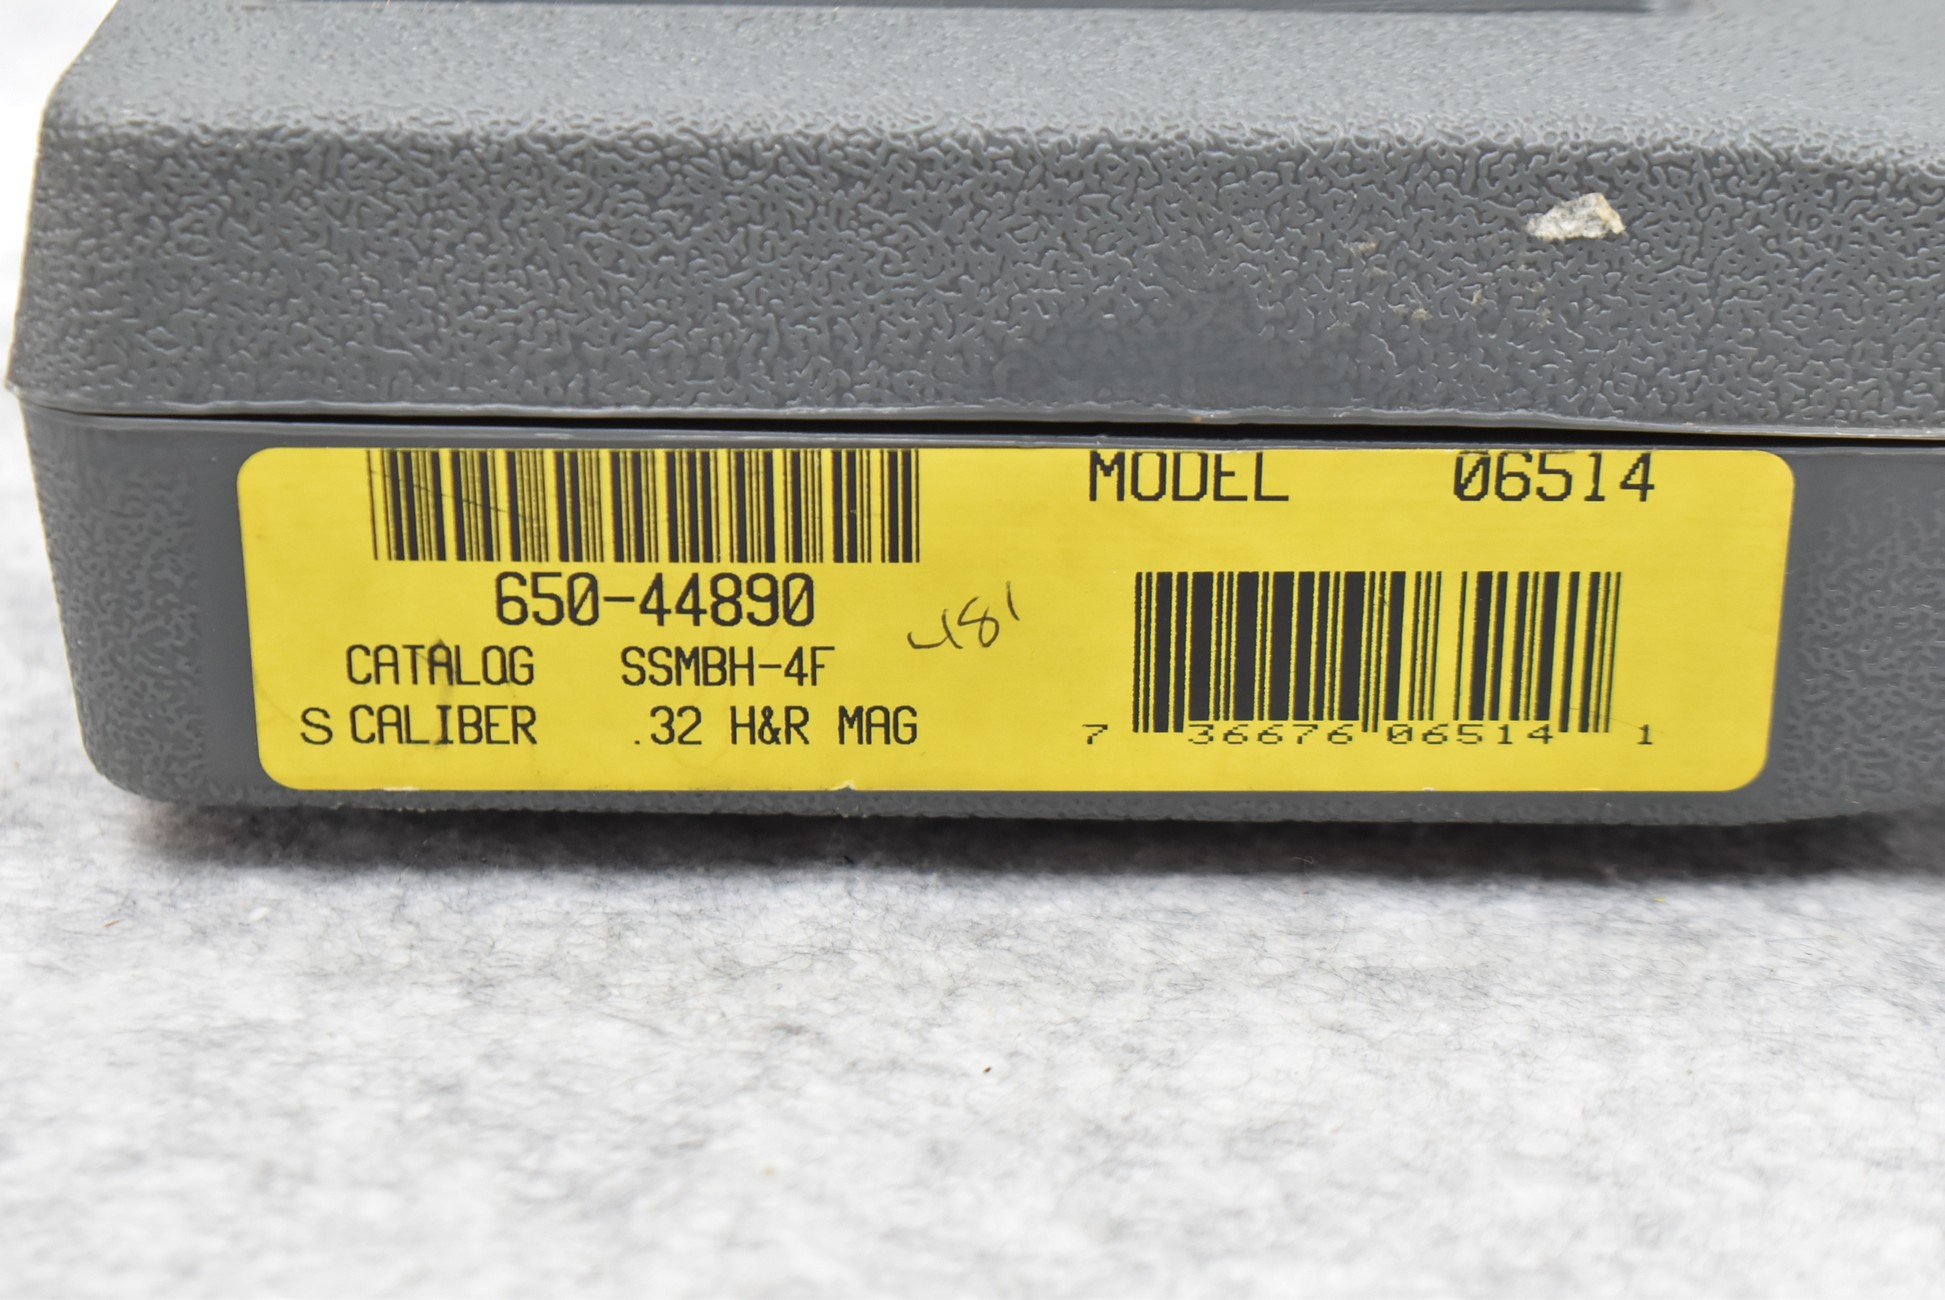 650-44890
CATALOG SSMBH-4F
S CALIBER .32 H&R MAG
MODEL 06514
7 36676 06514 1